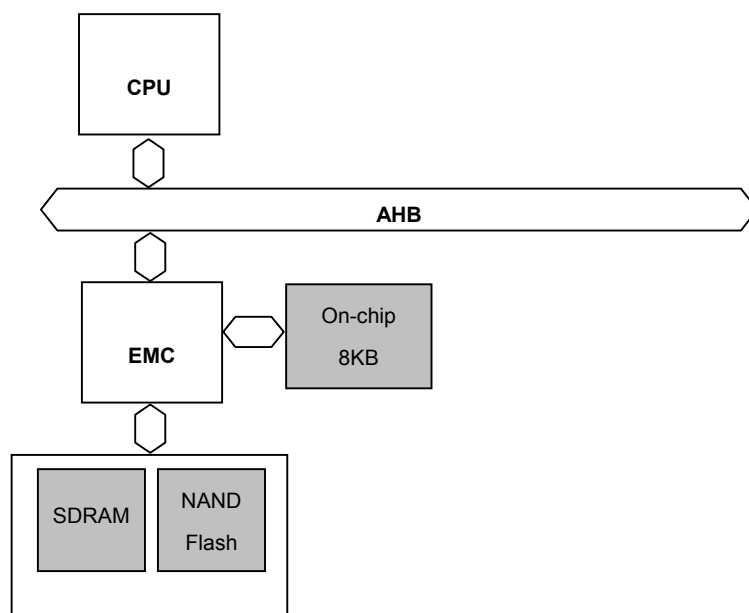 CPU
AHB
EMC
On-chip
8KB
SDRAM
NAND
Flash